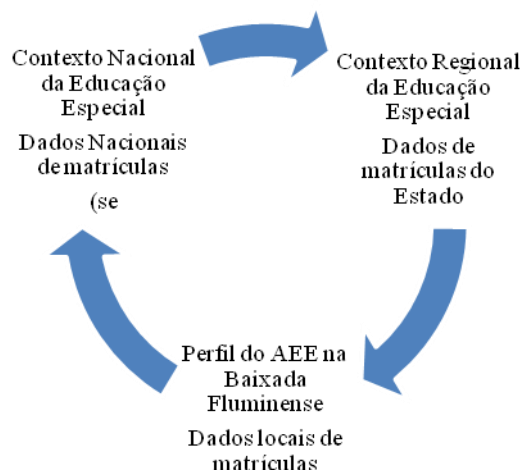 Contexto Nacional
da Educação
Especial
Dados Nacionais
de matrículas
(se
Contexto Regional
da Educação
Especial
Dados de
matrículas do
Estado
Perfil do AEE na
Baixada
Fluminense
Dados locais de
matrículas